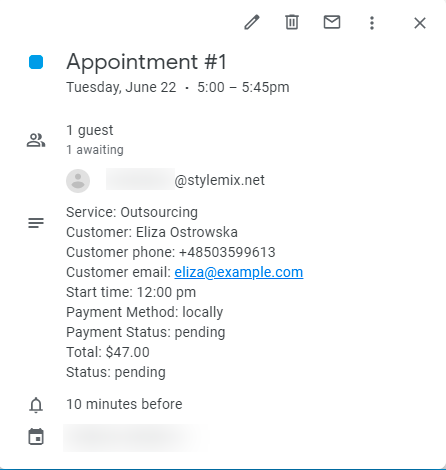 Appointment #1
Tuesday, June 22 • 5:00 – 5:45pm
1 guest
1 awaiting
@stylemix.net
Service: Outsourcing
Customer: Eliza Ostrowska
Customer phone: +48503599613
Customer email: eliza@example.com
Start time: 12:00 pm
Payment Method: locally
Payment Status: pending
Total: $47.00
Status: pending
10 minutes before